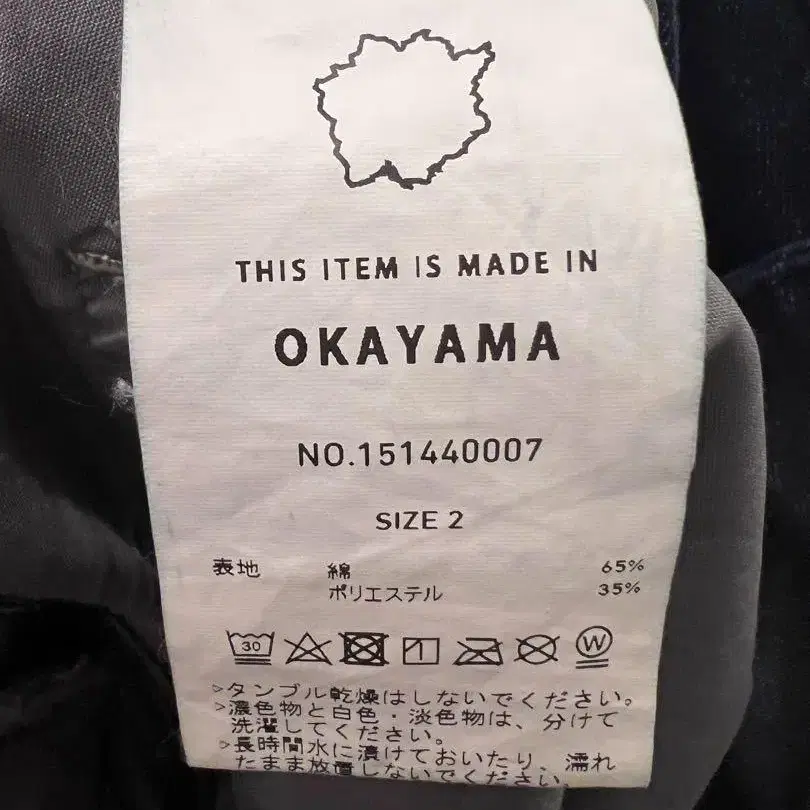 THIS ITEM IS MADE IN
OKAYAMA
NO.151440007
SIZE 2
表地 綿 65%
ポリエステル 35%
30 W
>タンブル乾燥はしないでください。
>濃色物と白色・淡色物は、分けて
洗濯してください。
>長時間水に漬けておいたり、濡れ
たまま放置しないでください。